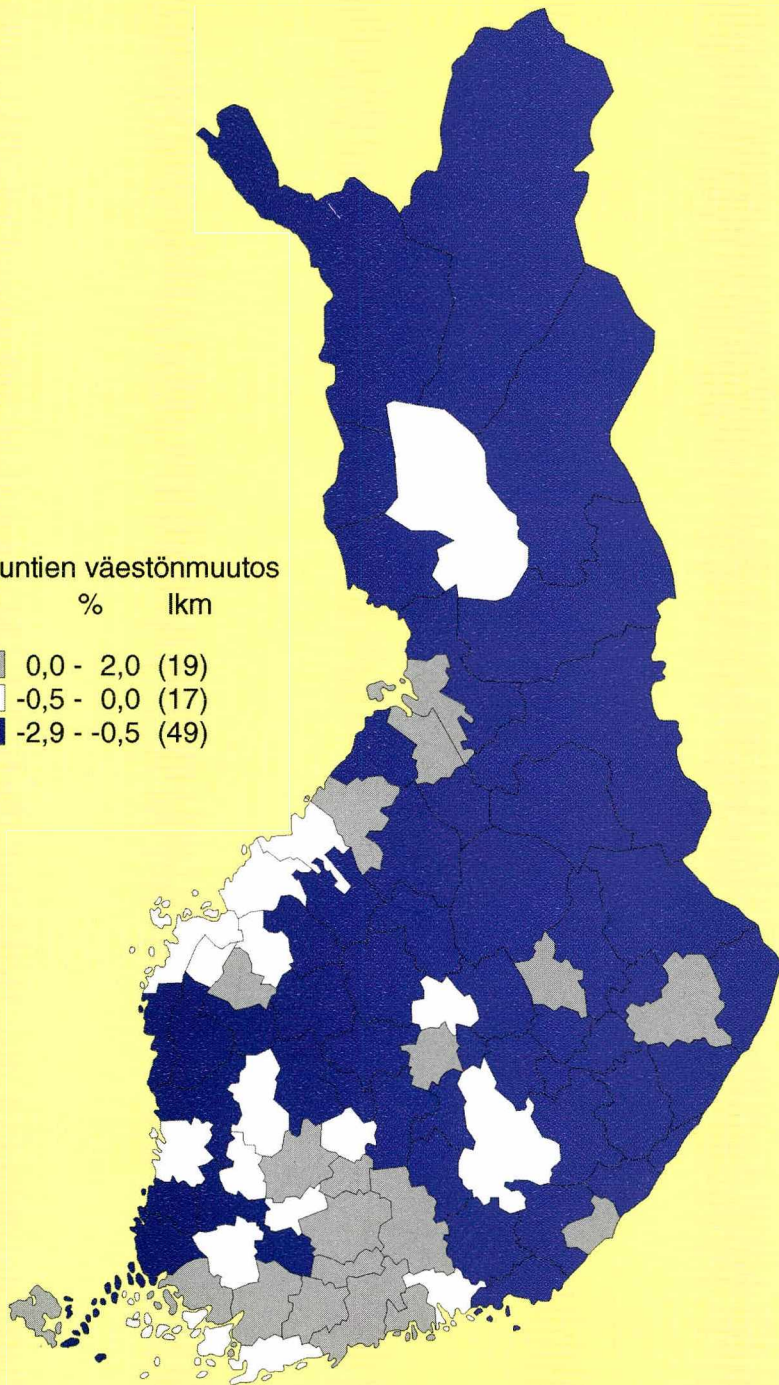 untien väestönmuutos
% lkm
0,0 - 2,0 (19)
-0,5 - 0,0 (17)
-2,9 - -0,5 (49)